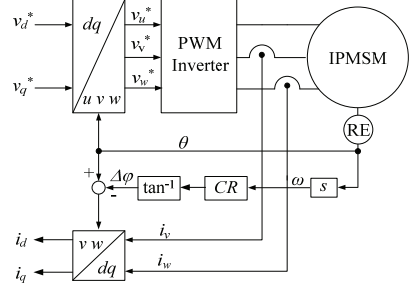 v_d^* dq v_u^* PWM Inverter IPMSM
v_v^*
v_q^* u v w v_w^*
RE
θ
+ Δφ tan⁻¹ CR ω s
-
i_d v w i_v
i_q dq i_w